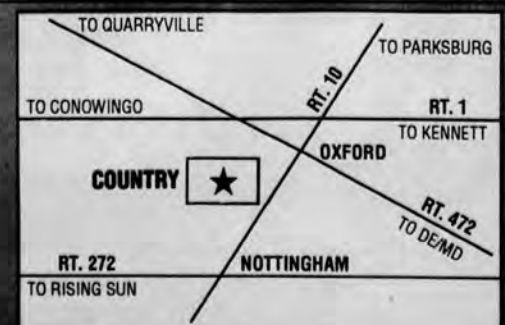 TO QUARRYVILLE
TO PARKSBURG
RT. 10
TO CONOWINGO
RT. 1
TO KENNETT
OXFORD
COUNTRY
RT. 472
TO DE/MD
RT. 272
NOTTINGHAM
TO RISING SUN